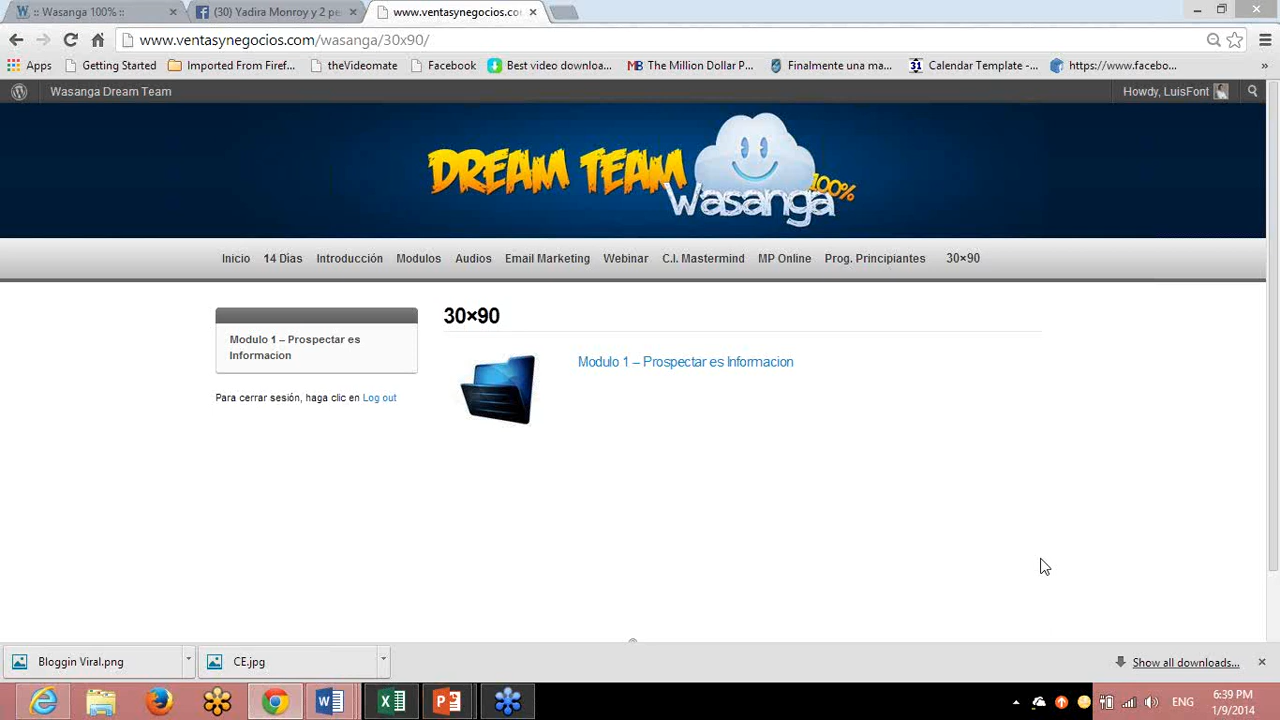 :: Wasanga 100% ::
(30) Yadira Monroy y 2 pe
www.ventasynegocios.co
www.ventasynegocios.com/wasanga/30x90/
Apps
Getting Started
Imported From Firef...
theVideomate
Facebook
Best video downloa...
The Million Dollar P...
Finalmente una ma...
Calendar Template -...
https://www.facebo...
Wasanga Dream Team
Howdy, LuisFont
DREAM TEAM
Wasanga
100%
Inicio
14 Días
Introducción
Modulos
Audios
Email Marketing
Webinar
C.I. Mastermind
MP Online
Prog. Principiantes
30×90
Modulo 1 – Prospectar es
Informacion
Para cerrar sesión, haga clic en Log out
30×90
Modulo 1 – Prospectar es Informacion
Bloggin Viral.png
CE.jpg
Show all downloads...
ENG
6:39 PM
1/9/2014